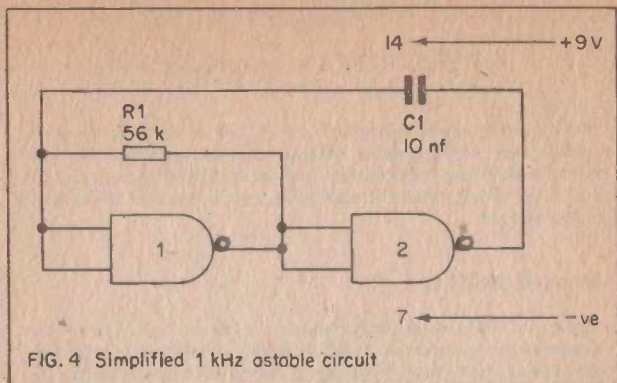 14 +9V
R1
56 k
C1
10 nf
1
2
7 -ve
FIG. 4 Simplified 1 kHz astable circuit